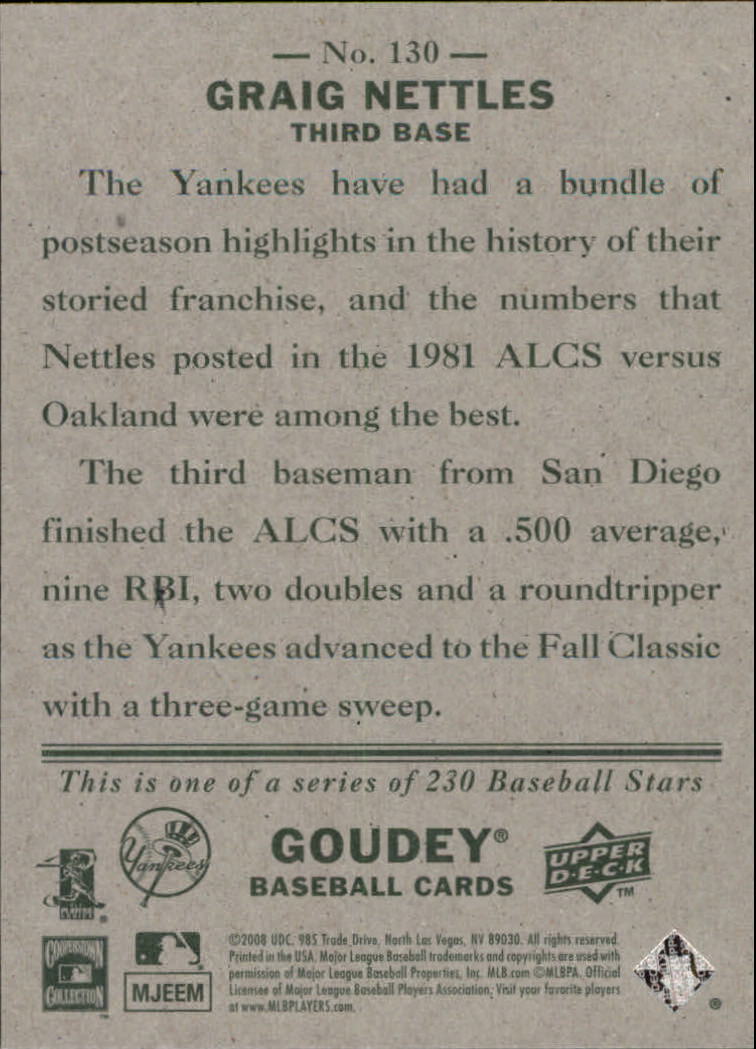 — No. 130 —
GRAIG NETTLES
THIRD BASE
The Yankees have had a bundle of
postseason highlights in the history of their
storied franchise, and the numbers that
Nettles posted in the 1981 ALCS versus
Oakland were among the best.
The third baseman from San Diego
finished the ALCS with a .500 average,
nine RBI, two doubles and a roundtripper
as the Yankees advanced to the Fall Classic
with a three-game sweep.
This is one of a series of 230 Baseball Stars
Yankees
GOUDEY®
BASEBALL CARDS
UPPER
D·E·C·K
TM
®
COOPERSTOWN
COLLECTION
MJEEM
©2008 UDC. 985 Trade Drive, North Las Vegas, NV 89030. All rights reserved.
Printed in the USA. Major League Baseball trademarks and copyrights are used with
permission of Major League Baseball Properties, Inc. MLB.com ©MLBPA, Official
Licensee of Major League Baseball Players Association; Visit your favorite players
at www.MLBPLAYERS.com.
®